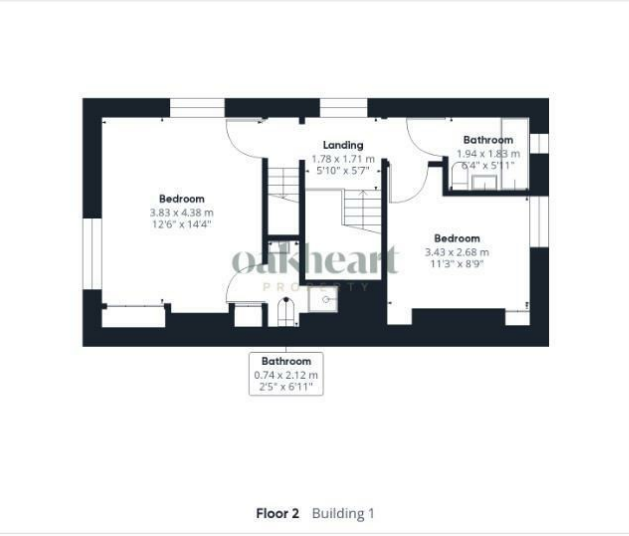 Landing
1.78 x 1.71 m
5'10" x 5'7"
Bathroom
1.94 x 1.83 m
6'4" x 5'11"
Bedroom
3.83 x 4.38 m
12'6" x 14'4"
Bedroom
3.43 x 2.68 m
11'3" x 8'9"
oakheart
PROPERTY
Bathroom
0.74 x 2.12 m
2'5" x 6'11"
Floor 2 Building 1